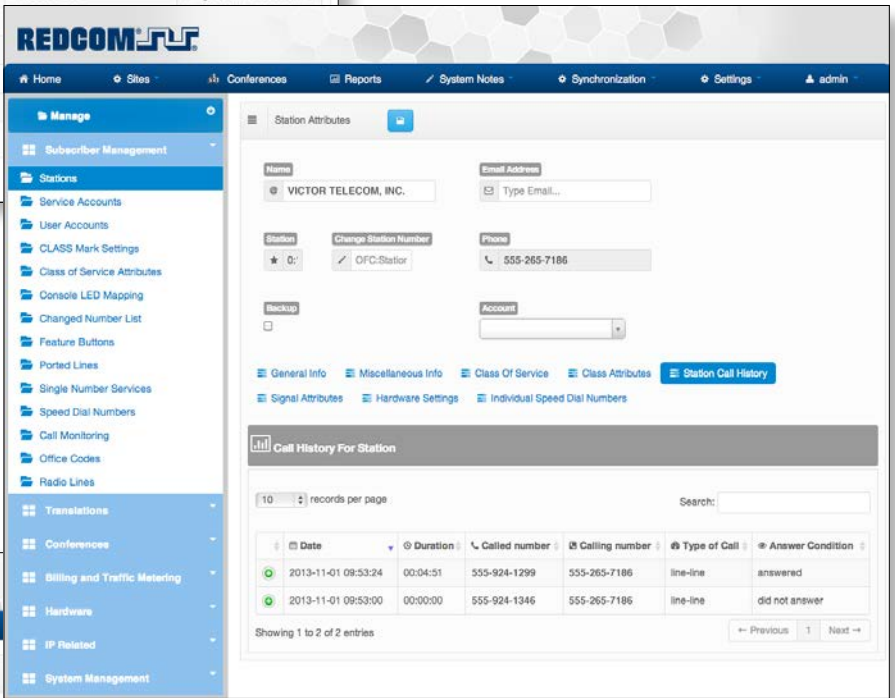 REDCOM
Home Sites Conferences Reports System Notes Synchronization Settings admin
Manage
Subscriber Management
Stations
Service Accounts
User Accounts
CLASS Mark Settings
Class of Service Attributes
Console LED Mapping
Changed Number List
Feature Buttons
Ported Lines
Single Number Services
Speed Dial Numbers
Call Monitoring
Office Codes
Radio Lines
Translations
Conferences
Billing and Traffic Metering
Hardware
IP Related
System Management
Station Attributes
Name Email Address
@ VICTOR TELECOM, INC. Type Email...
Station Change Station Number Phone
0: OFC:Station 555-265-7186
Backup Account
General Info Miscellaneous Info Class Of Service Class Attributes Station Call History
Signal Attributes Hardware Settings Individual Speed Dial Numbers
Call History For Station
10 records per page Search:
Date Duration Called number Calling number Type of Call Answer Condition
2013-11-01 09:53:24 00:04:51 555-924-1299 555-265-7186 line-line answered
2013-11-01 09:53:00 00:00:00 555-924-1346 555-265-7186 line-line did not answer
Showing 1 to 2 of 2 entries ← Previous 1 Next →